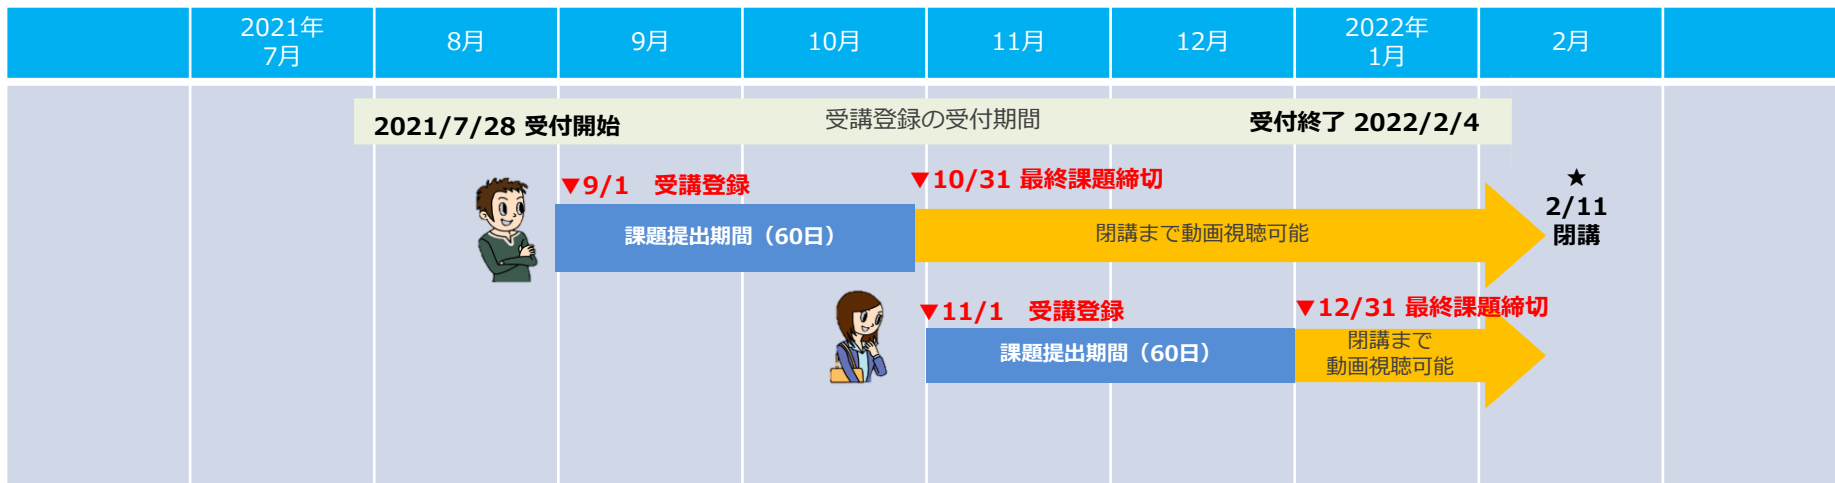 2021年
7月
8月
9月
10月
11月
12月
2022年
1月
2月
2021/7/28 受付開始
受講登録の受付期間
受付終了 2022/2/4
▼9/1　受講登録
▼10/31 最終課題締切
★
2/11
閉講
課題提出期間（60日）
閉講まで動画視聴可能
▼11/1　受講登録
▼12/31 最終課題締切
課題提出期間（60日）
閉講まで
動画視聴可能